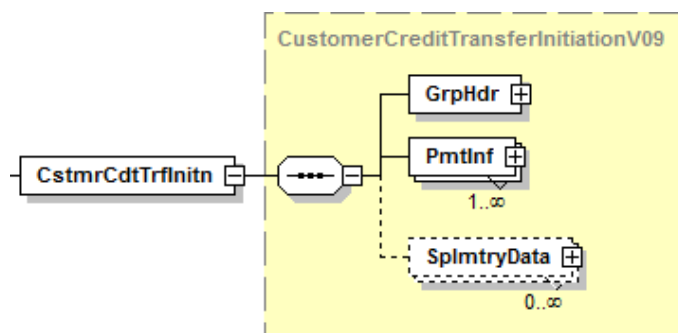 CustomerCreditTransferInitiationV09
GrpHdr
CstmrCdtTrfInitn
PmtInf
1..∞
SplmtryData
0..∞